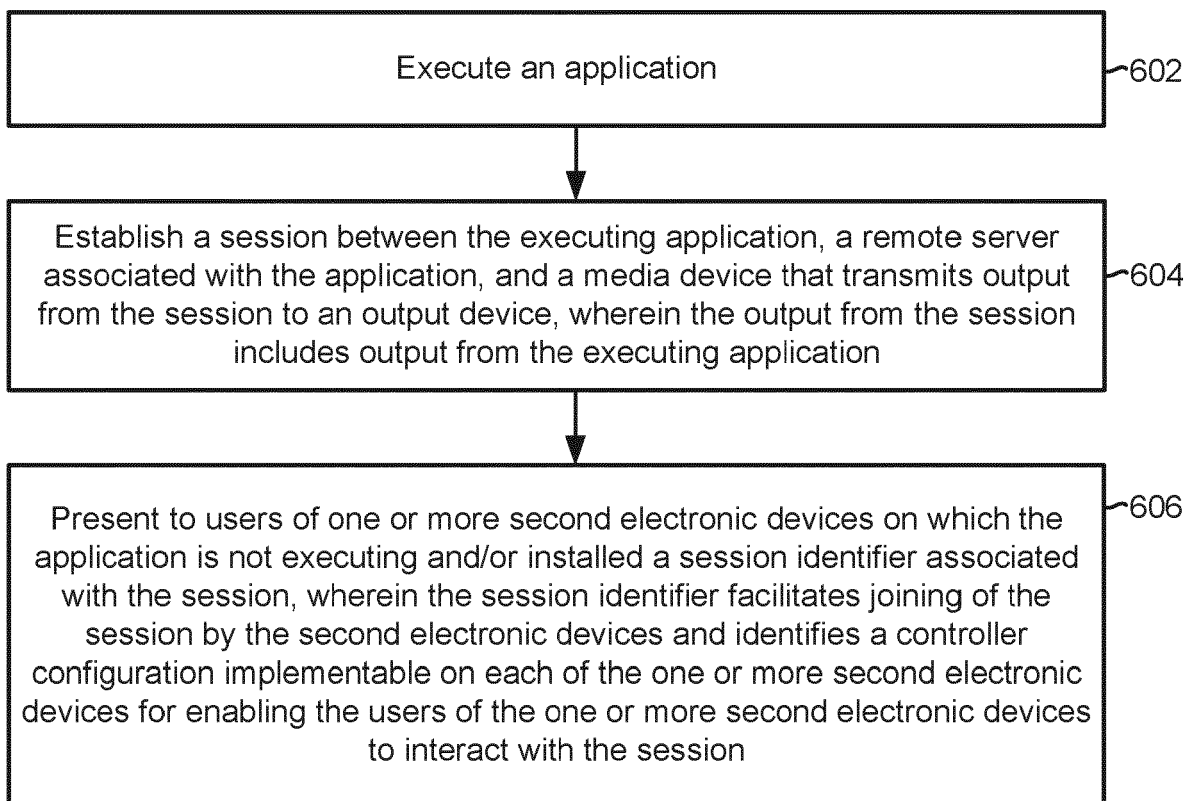 Execute an application
602
Establish a session between the executing application, a remote server
associated with the application, and a media device that transmits output
from the session to an output device, wherein the output from the session
includes output from the executing application
604
Present to users of one or more second electronic devices on which the
application is not executing and/or installed a session identifier associated
with the session, wherein the session identifier facilitates joining of the
session by the second electronic devices and identifies a controller
configuration implementable on each of the one or more second electronic
devices for enabling the users of the one or more second electronic devices
to interact with the session
606